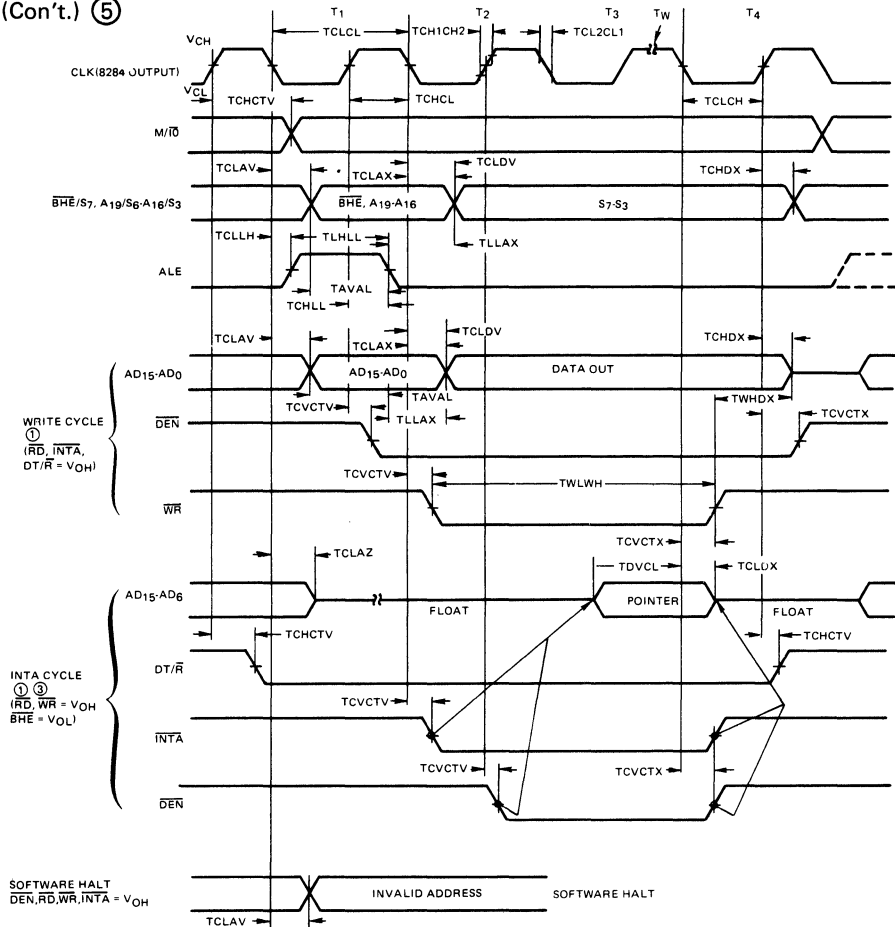 (Con't.) ⑤
T1 T2 T3 TW T4
TCLCL TCH1CH2 TCL2CL1
VCH
CLK(8284 OUTPUT)
VCL
TCHCTV TCHCL TCLCH
M/IO
TCLAV TCLAX TCLDV TCHDX
BHE/S7, A19/S6-A16/S3 BHE, A19-A16 S7-S3
TCLLH TLHLL TLLAX
ALE
TAVAL
TCHLL
TCLAV TCLAX TCLDV TCHDX
AD15-AD0 AD15-AD0 DATA OUT
TAVAL TWHDX
TCVCTV TLLAX TCVCTX
WRITE CYCLE
①
(RD, INTA,
DT/R = VOH)
DEN
TCVCTV TWLWH
WR
TCVCTX
TCLAZ TDVCL TCLDX
AD15-AD6 FLOAT POINTER FLOAT
TCHCTV TCHCTV
DT/R
INTA CYCLE
① ③
(RD, WR = VOH
BHE = VOL)
TCVCTV
INTA
TCVCTV TCVCTX
DEN
SOFTWARE HALT
DEN,RD,WR,INTA = VOH
INVALID ADDRESS SOFTWARE HALT
TCLAV